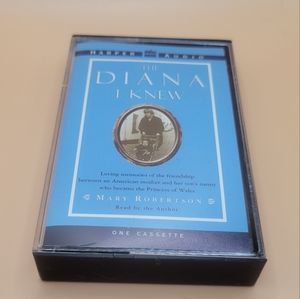 HARPER AUDIO
THE
DIANA
I KNEW
Loving memories of the friendship
between an American mother and her son's nanny
who became the Princess of Wales
MARY ROBERTSON
Read by the Author
ONE CASSETTE